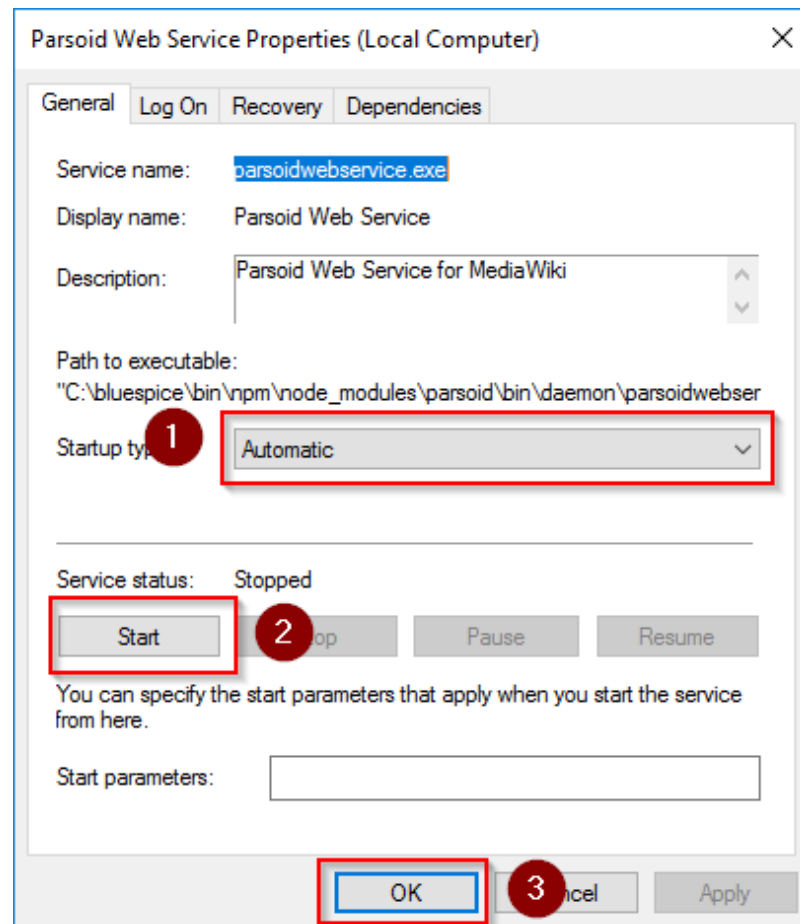 Parsoid Web Service Properties (Local Computer)
General Log On Recovery Dependencies
Service name: parsoidwebservice.exe
Display name: Parsoid Web Service
Description: Parsoid Web Service for MediaWiki
Path to executable:
"C:\bluespice\bin\npm\node_modules\parsoid\bin\daemon\parsoidwebser
Startup typ 1 Automatic
Service status: Stopped
Start 2 op Pause Resume
You can specify the start parameters that apply when you start the service
from here.
Start parameters:
OK 3 ncel Apply